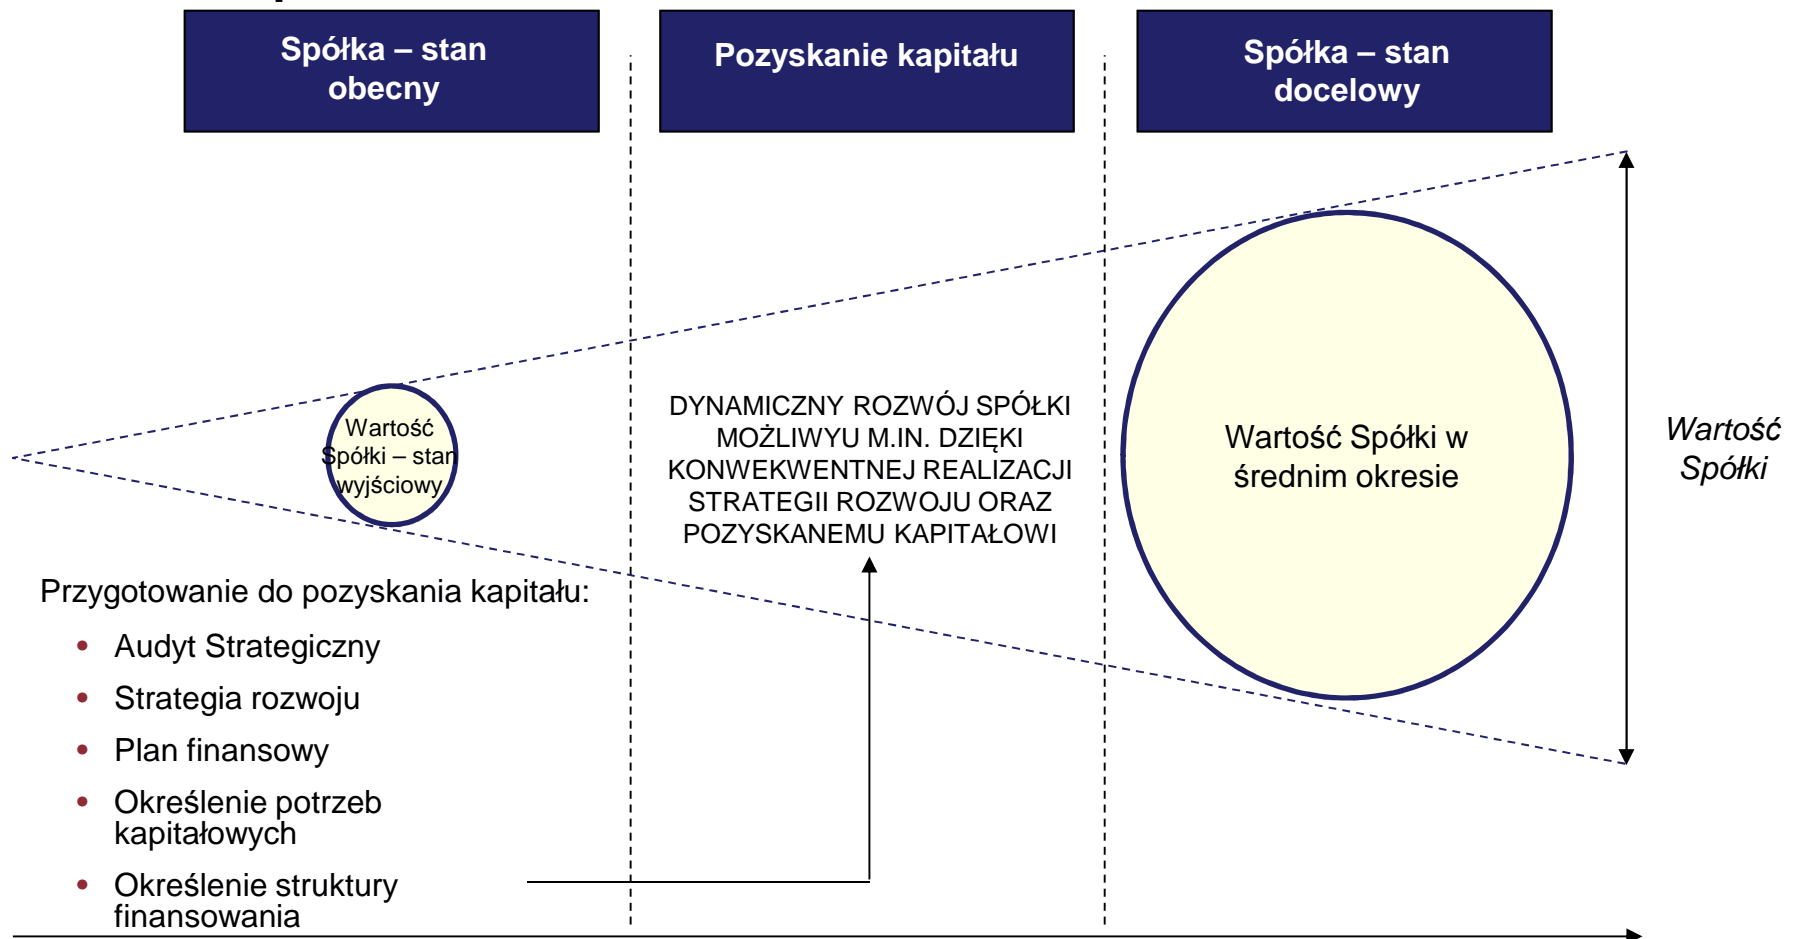 Spółka – stan
obecny
Pozyskanie kapitału
Spółka – stan
docelowy
Wartość
Spółki – stan
wyjściowy
DYNAMICZNY ROZWÓJ SPÓŁKI
MOŻLIWYU M.IN. DZIĘKI
KONWEKWENTNEJ REALIZACJI
STRATEGII ROZWOJU ORAZ
POZYSKANEMU KAPITAŁOWI
Wartość Spółki w
średnim okresie
Wartość
Spółki
Przygotowanie do pozyskania kapitału:
• Audyt Strategiczny
• Strategia rozwoju
• Plan finansowy
• Określenie potrzeb
kapitałowych
• Określenie struktury
finansowania